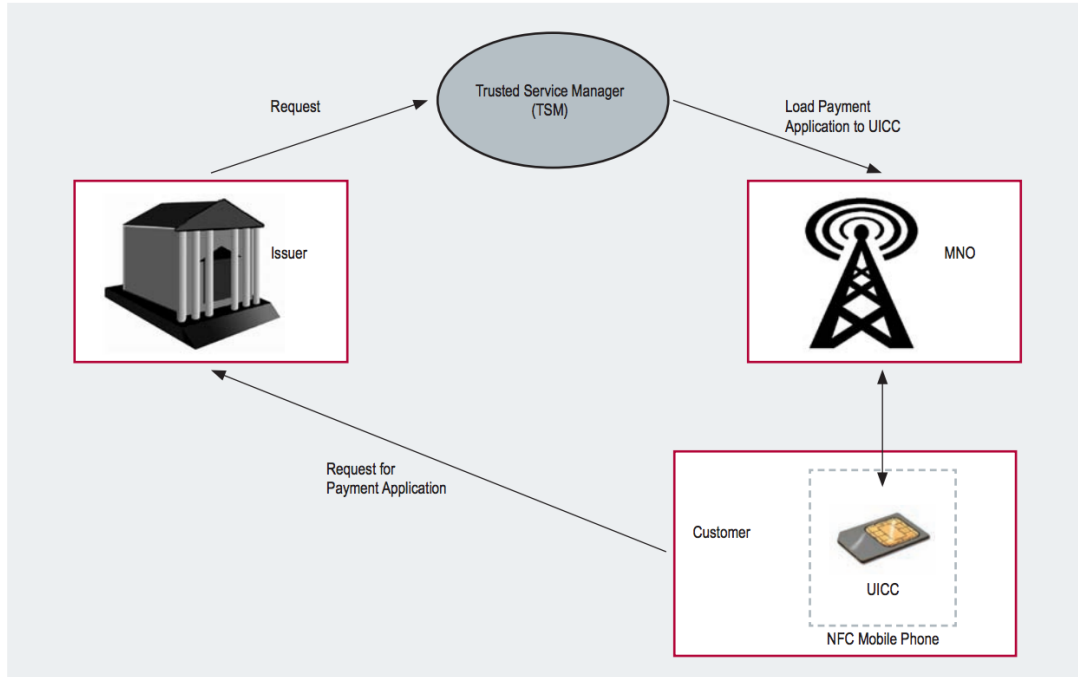 Trusted Service Manager
(TSM)
Request
Load Payment
Application to UICC
Issuer
MNO
Request for
Payment Application
Customer
UICC
NFC Mobile Phone